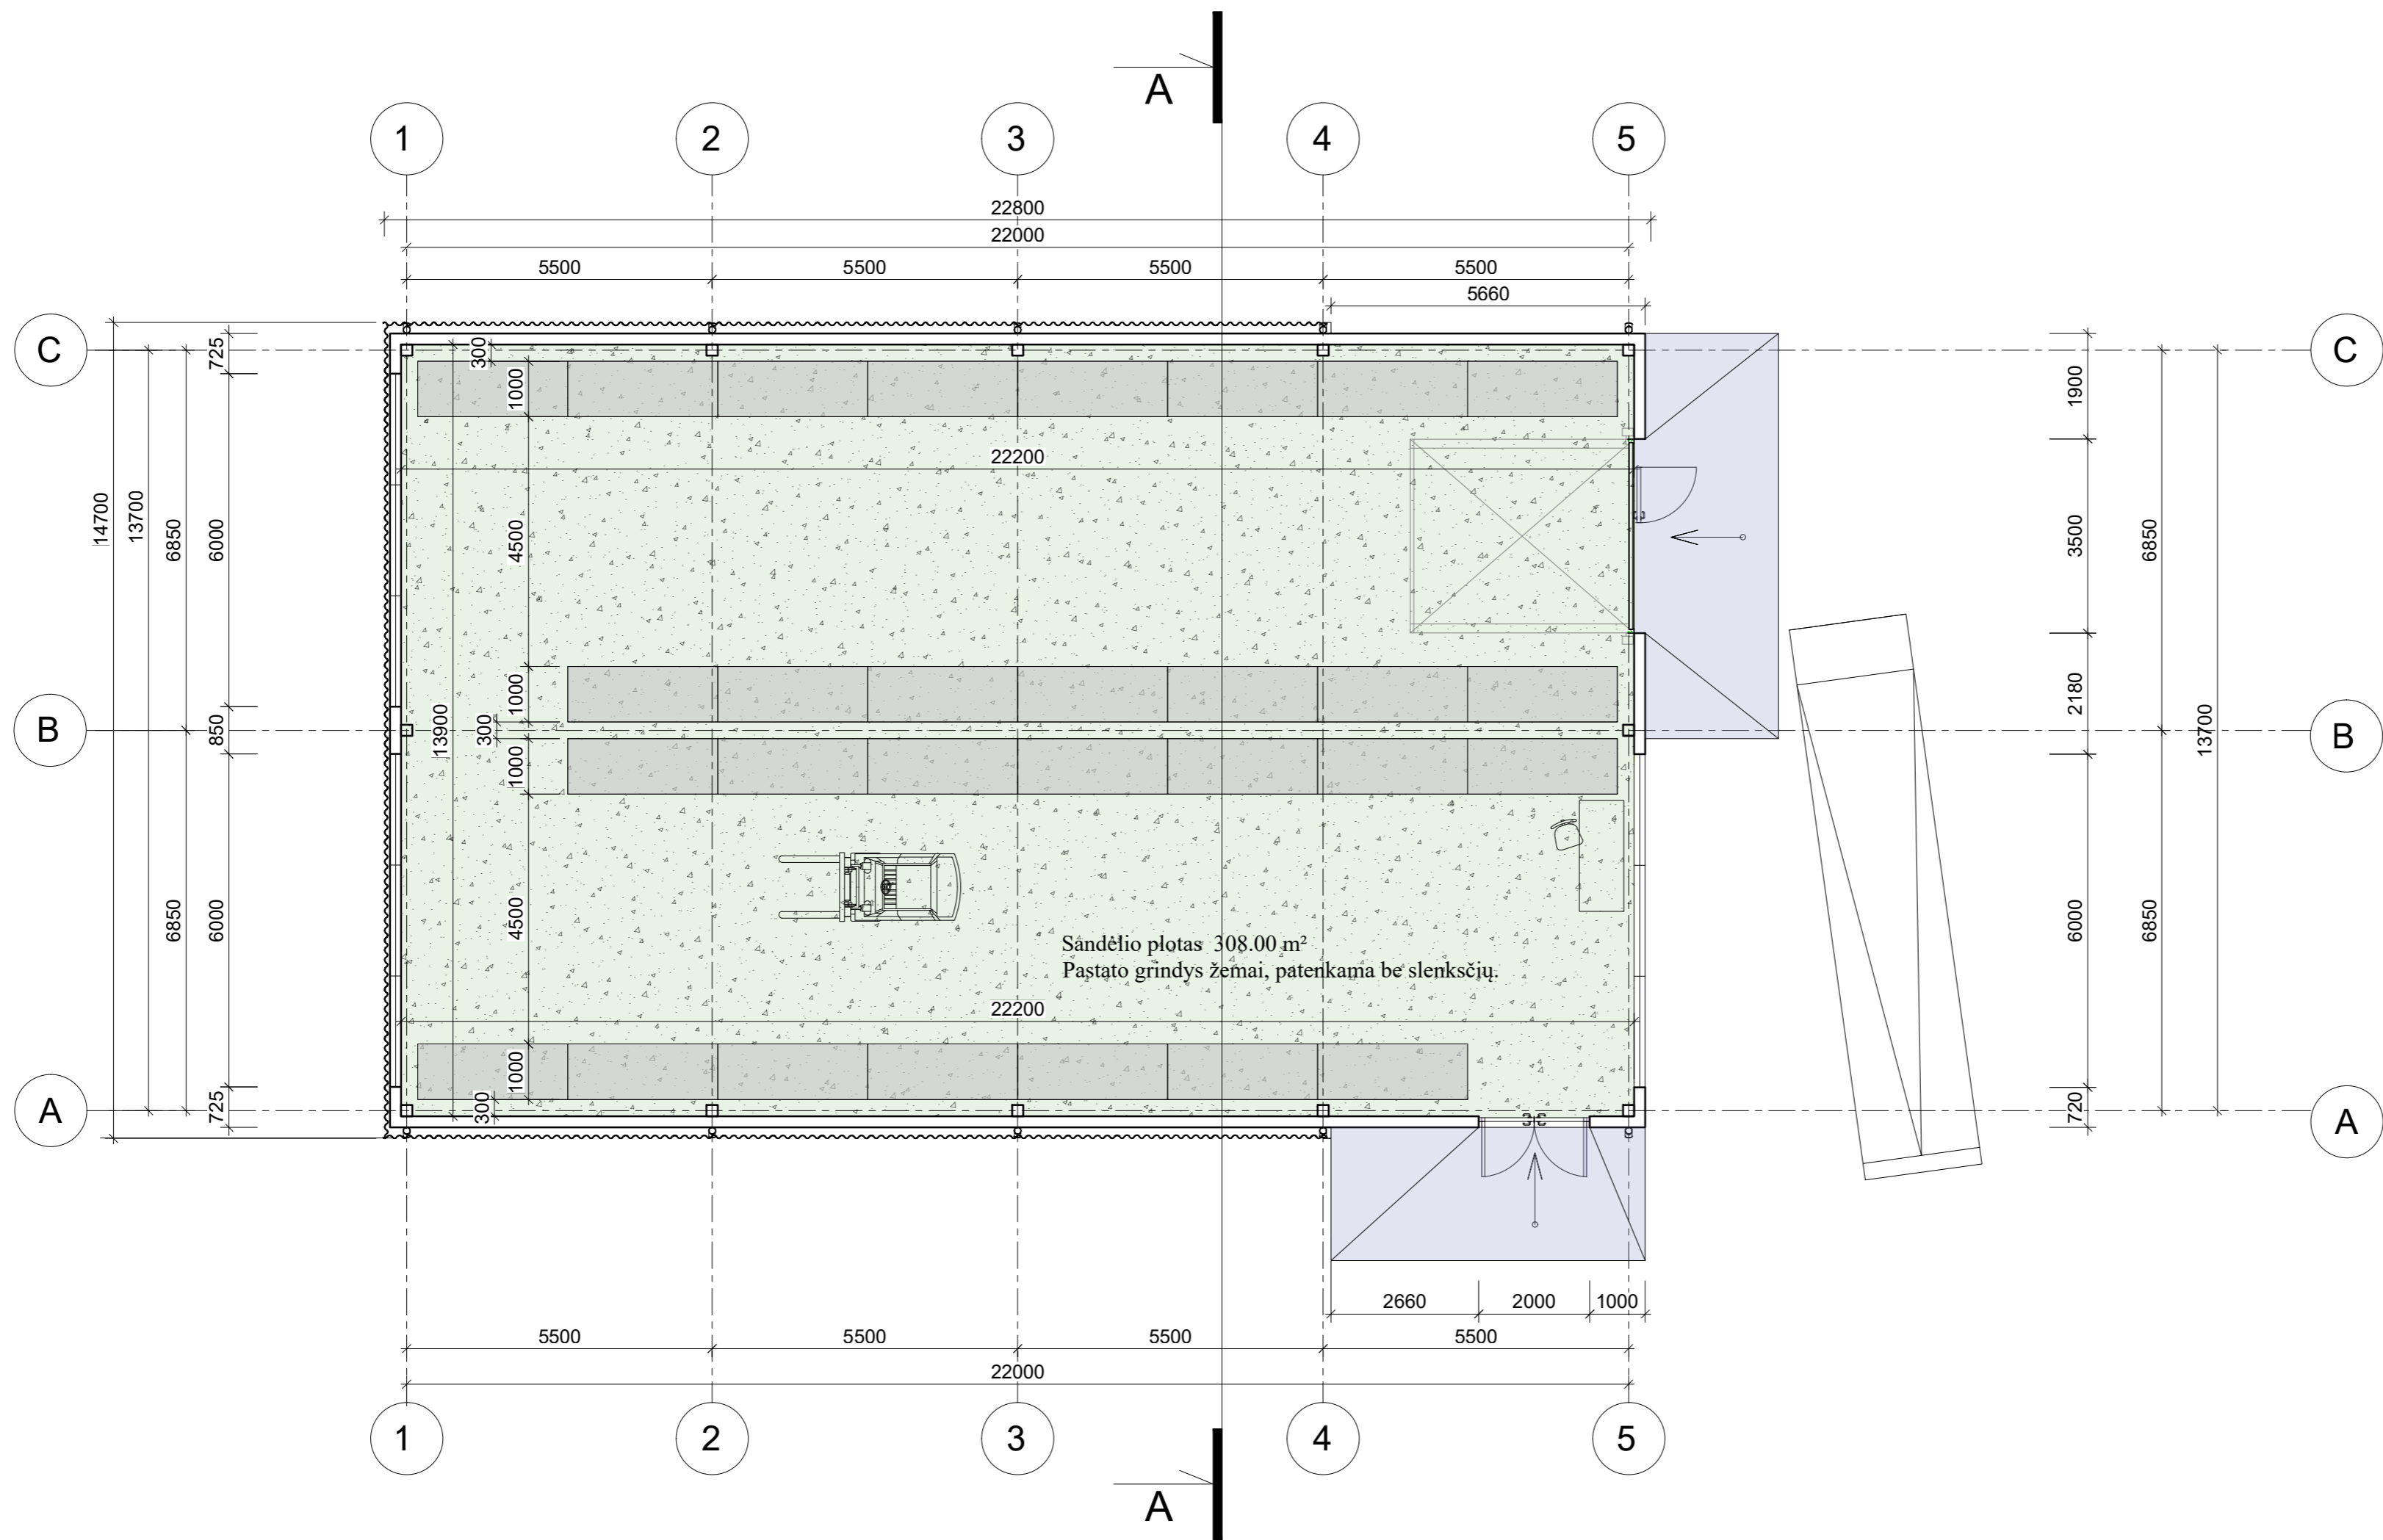 A
1 2 3 4 5
22800
22000
5500 5500 5500 5500
5660
C C
725 300 1000 1900
22200
14700 13700 6850 6000 4500 3500 6850
1000 2180
B B
850 13900 300 13700
1000
6850 6000 4500 6000 6850
Sandėlio plotas 308.00 m²
Pastato grindys žemai, patenkama be slenksčių.
22200
1000
A A
725 300 720
2660 2000 1000
5500 5500 5500 5500
22000
1 2 3 4 5
A